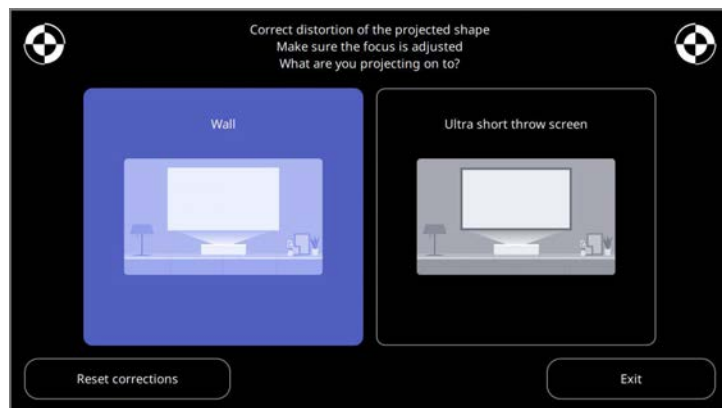 Correct distortion of the projected shape
Make sure the focus is adjusted
What are you projecting on to?
Wall
Ultra short throw screen
Reset corrections
Exit